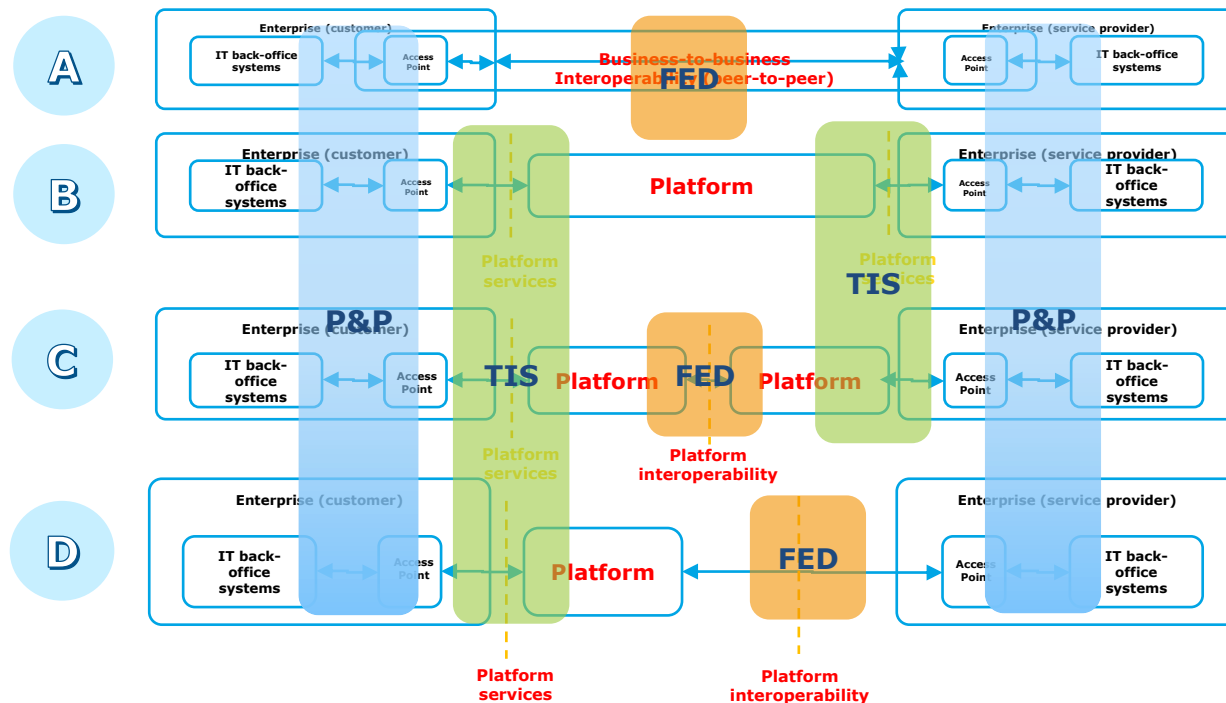 A
Enterprise (customer)
IT back-office
systems
Access
Point
Business-to-business
Interoperability (peer-to-peer)
FED
Enterprise (service provider)
Access
Point
IT back-office
systems
B
Enterprise (customer)
IT back-
office
systems
Access
Point
Platform
services
Platform
Platform
services
Enterprise (service provider)
Access
Point
IT back-
office
systems
TIS
P&P
P&P
C
Enterprise (customer)
IT back-
office
systems
Access
Point
TIS
Platform
services
Platform
FED
Platform
Platform
interoperability
Enterprise (service provider)
Access
Point
IT back-
office
systems
D
Enterprise (customer)
IT back-
office
systems
Access
Point
Platform
services
Platform
FED
Platform
interoperability
Enterprise (service provider)
Access
Point
IT back-
office
systems